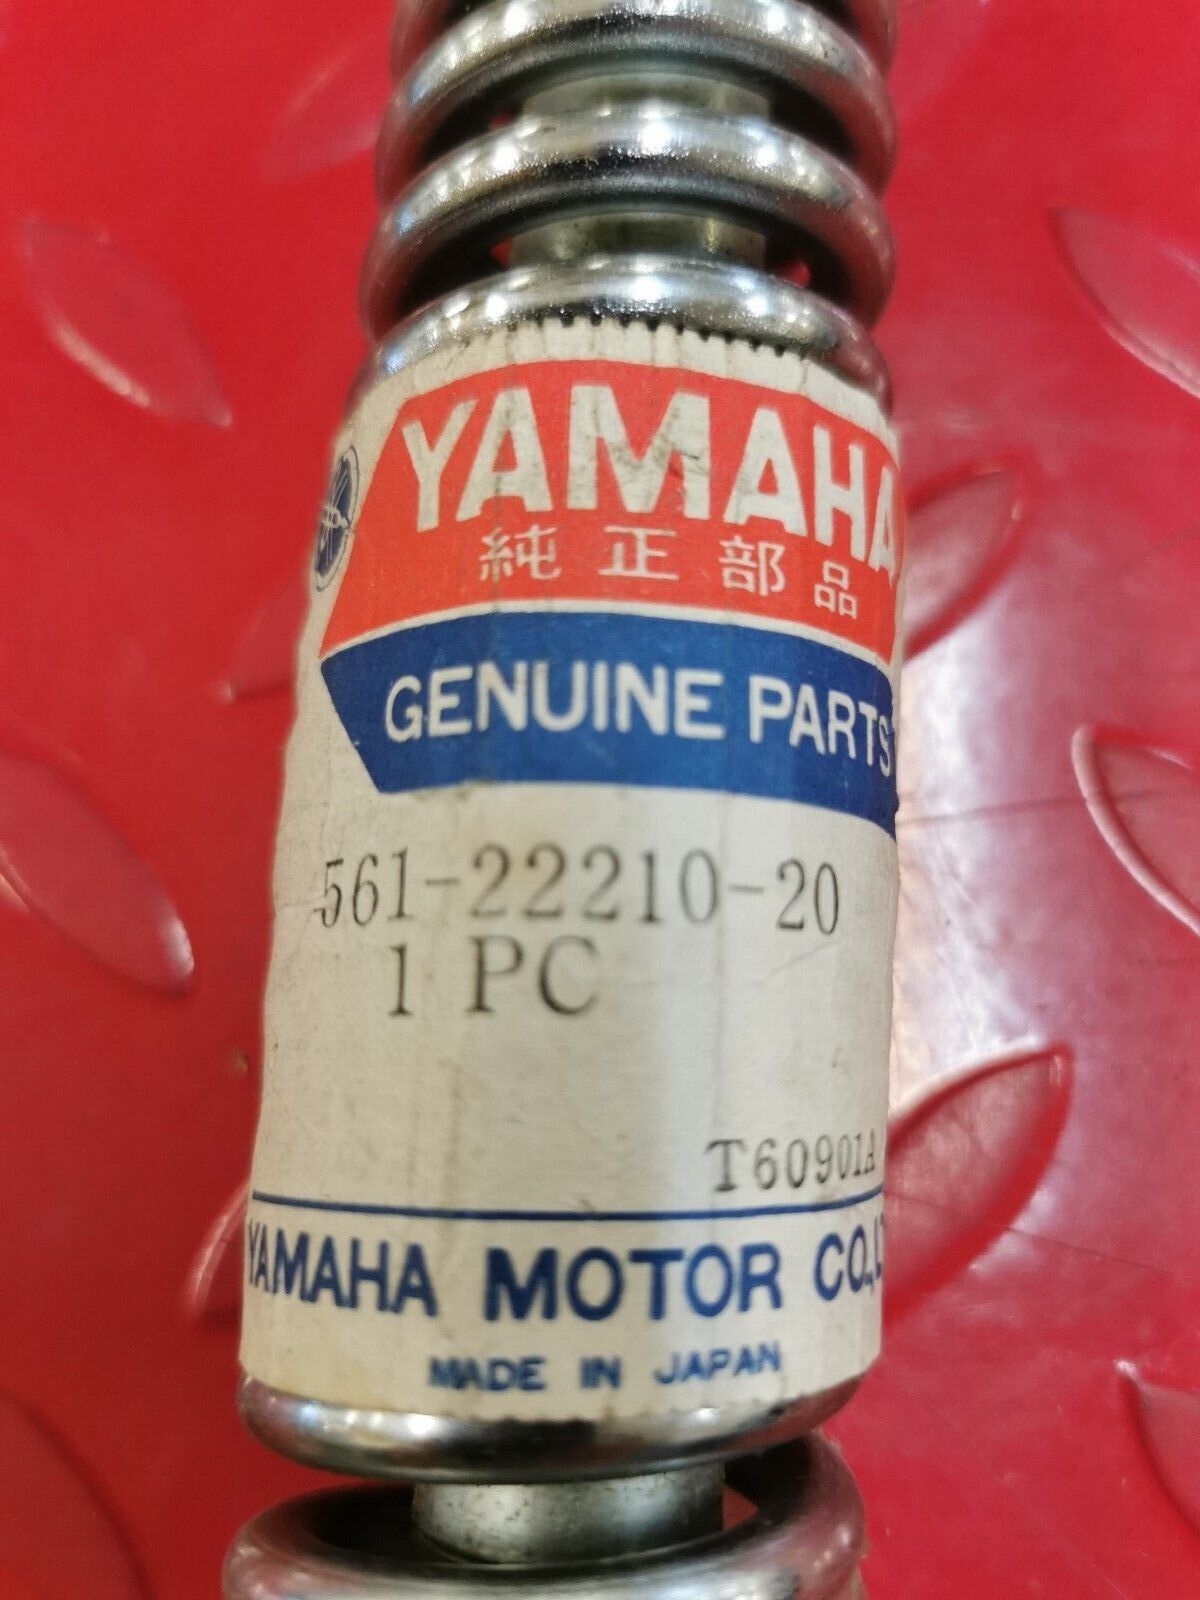 YAMAHA
純正部品
GENUINE PARTS
561-22210-20
1 PC
T60901A
YAMAHA MOTOR CO.,
MADE IN JAPAN